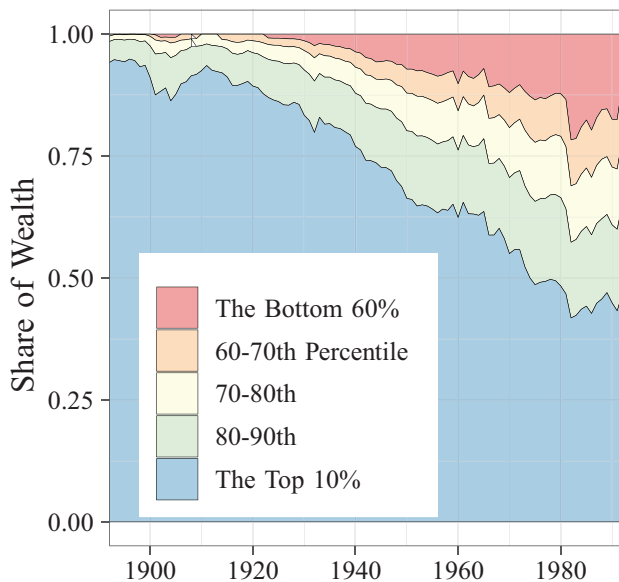 1.00
0.75
0.50
0.25
0.00
Share of Wealth
The Bottom 60%
60-70th Percentile
70-80th
80-90th
The Top 10%
1900 1920 1940 1960 1980